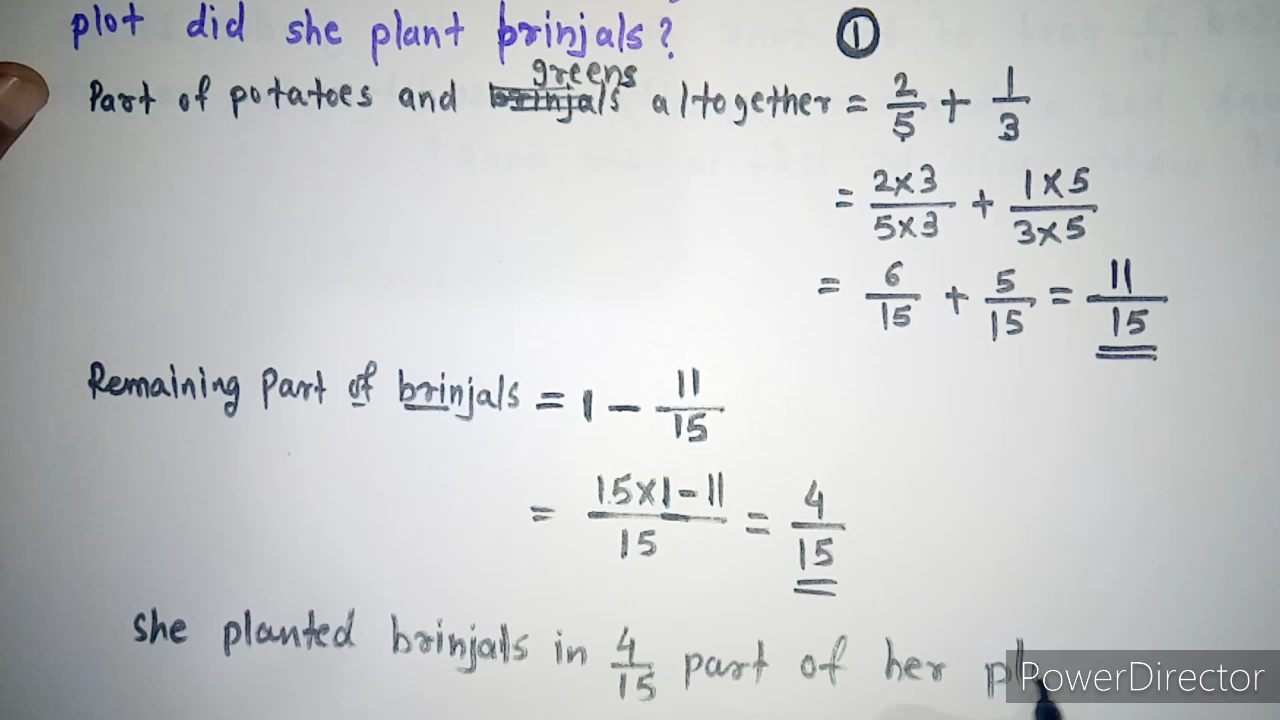 plot did she plant brinjals? ①
greens
Part of potatoes and brinjals altogether = 2/5 + 1/3
= 2×3/5×3 + 1×5/3×5
= 6/15 + 5/15 = 11/15
Remaining Part of brinjals = 1 - 11/15
= 15×1-11/15 = 4/15
She planted brinjals in 4/15 part of her pl
PowerDirector